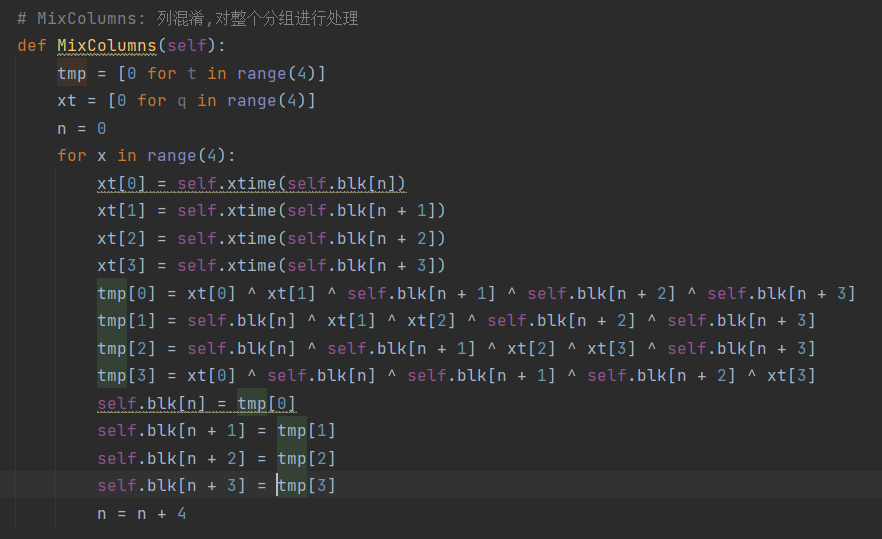 # MixColumns: 列混淆,对整个分组进行处理
def MixColumns(self):
    tmp = [0 for t in range(4)]
    xt = [0 for q in range(4)]
    n = 0
    for x in range(4):
        xt[0] = self.xtime(self.blk[n])
        xt[1] = self.xtime(self.blk[n + 1])
        xt[2] = self.xtime(self.blk[n + 2])
        xt[3] = self.xtime(self.blk[n + 3])
        tmp[0] = xt[0] ^ xt[1] ^ self.blk[n + 1] ^ self.blk[n + 2] ^ self.blk[n + 3]
        tmp[1] = self.blk[n] ^ xt[1] ^ xt[2] ^ self.blk[n + 2] ^ self.blk[n + 3]
        tmp[2] = self.blk[n] ^ self.blk[n + 1] ^ xt[2] ^ xt[3] ^ self.blk[n + 3]
        tmp[3] = xt[0] ^ self.blk[n] ^ self.blk[n + 1] ^ self.blk[n + 2] ^ xt[3]
        self.blk[n] = tmp[0]
        self.blk[n + 1] = tmp[1]
        self.blk[n + 2] = tmp[2]
        self.blk[n + 3] = tmp[3]
        n = n + 4